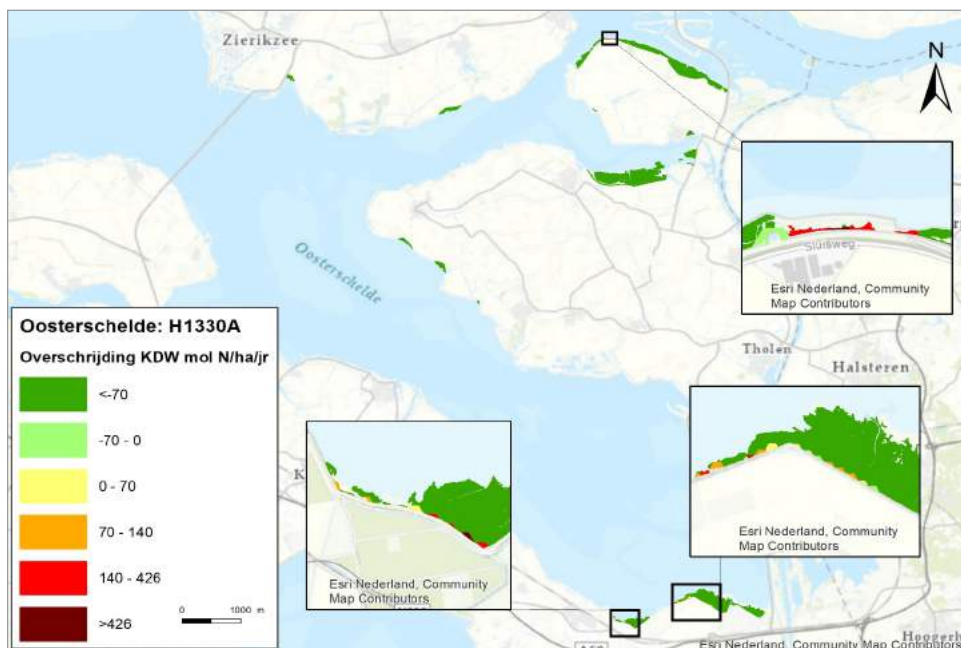 Zierikzee
N
Sluisweg
Esri Nederland, Community
Map Contributors
Oosterschelde
Oosterschelde: H1330A
Overschrijding KDW mol N/ha/jr
<-70
-70 - 0
0 - 70
70 - 140
140 - 426
>426
0 1000 m
Tholen
Halsteren
K
Esri Nederland, Community
Map Contributors
Esri Nederland, Community
Map Contributors
Esri Nederland, Community Map Contributors
Hoogerh